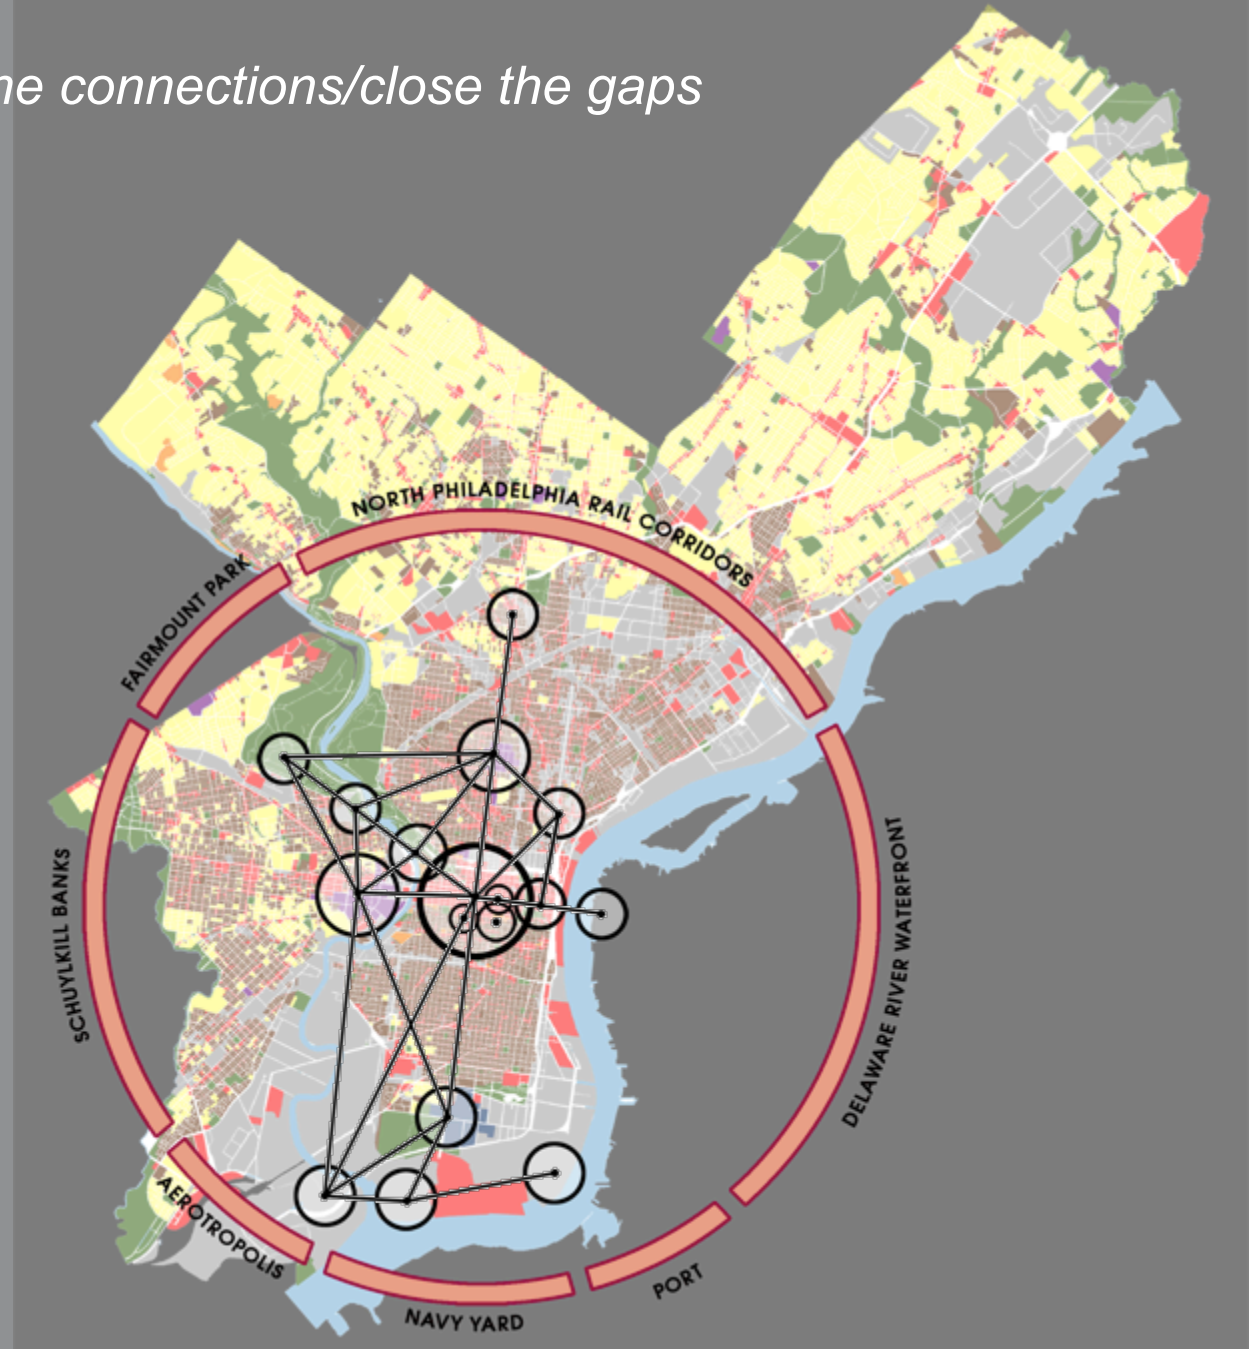 connections/close the gaps
NORTH PHILADELPHIA RAIL CORRIDORS
FAIRMOUNT PARK
SCHUYLKILL BANKS
DELAWARE RIVER WATERFRONT
AEROTROPOLIS
PORT
NAVY YARD